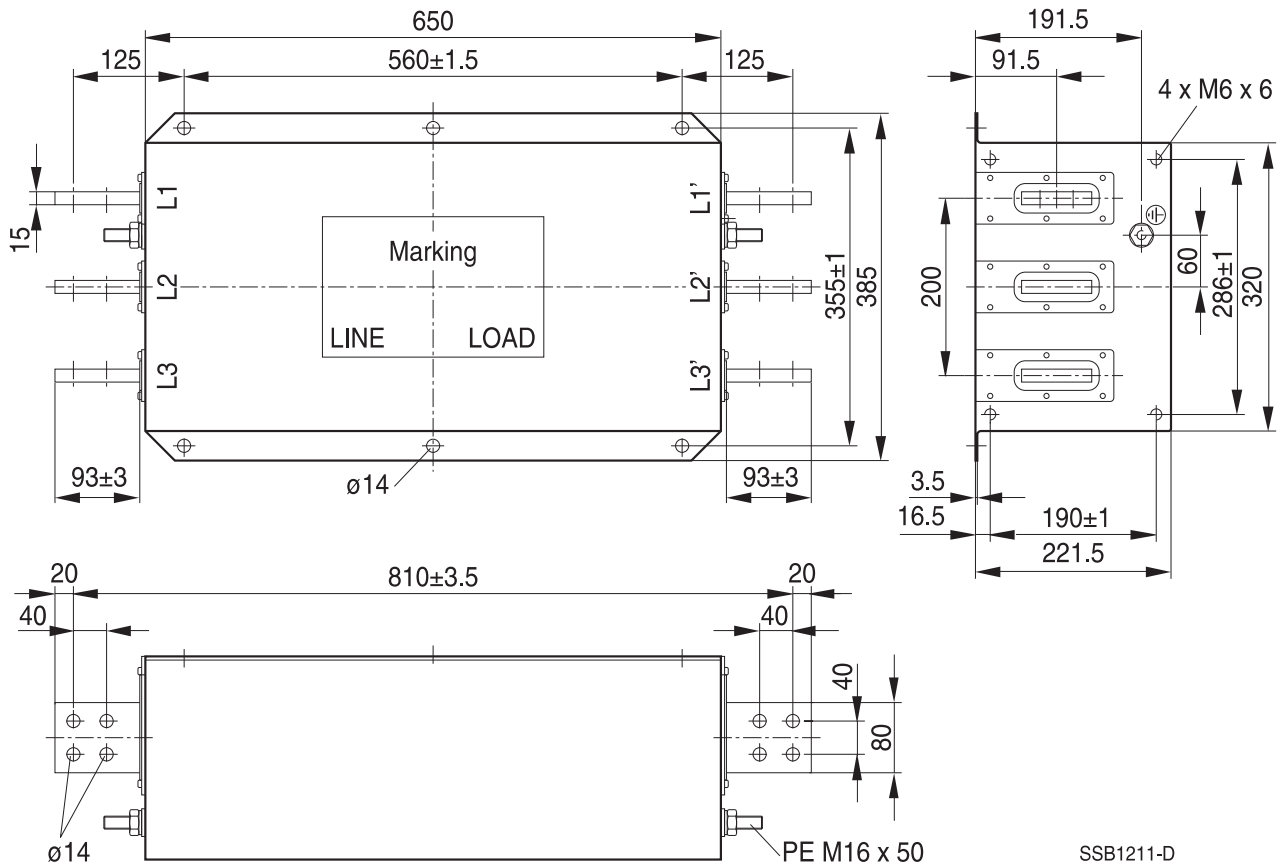 650
191.5
125
560±1.5
125
91.5
4 x M6 x 6
L1
L1’
15
Marking
L2
L2’
LINE
LOAD
L3
L3’
355±1
385
200
60
286±1
320
93±3
ø14
93±3
3.5
16.5
190±1
221.5
20
810±3.5
20
40
40
40
80
ø14
PE M16 x 50
SSB1211-D